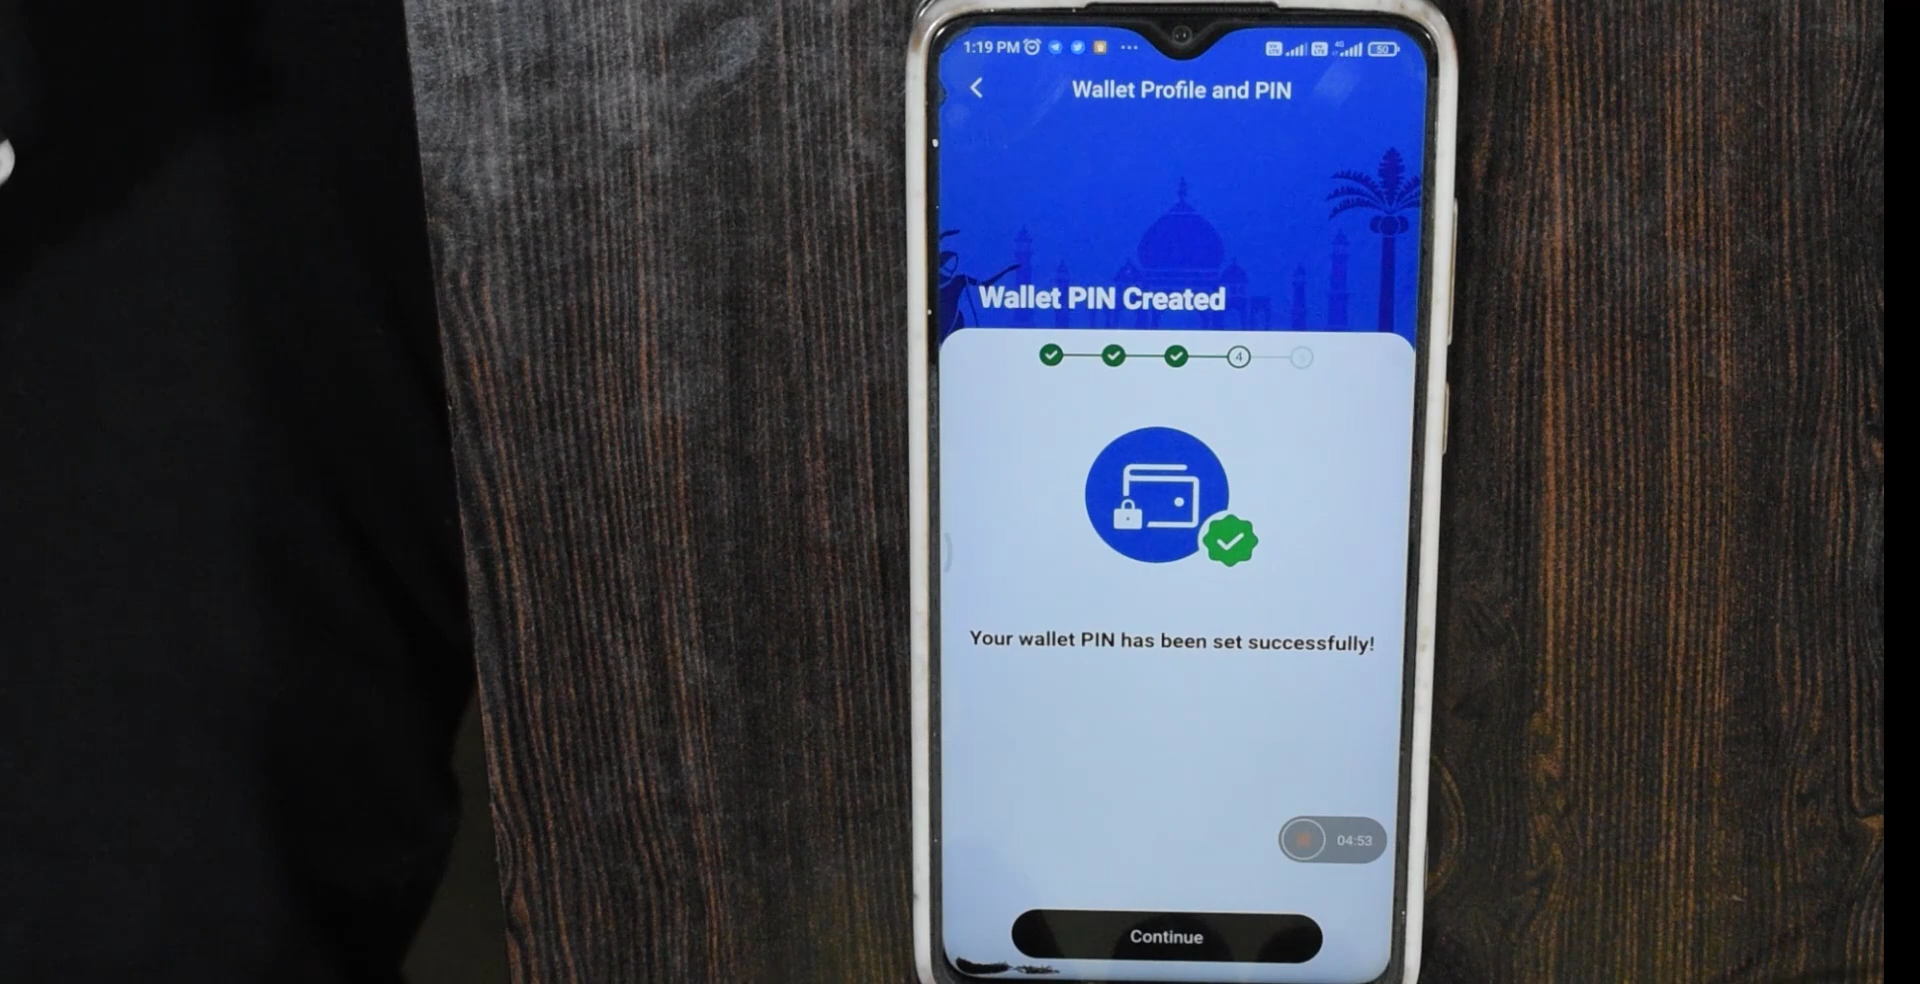 1:19 PM
50
Wallet Profile and PIN
Wallet PIN Created
4
Your wallet PIN has been set successfully!
04:53
Continue